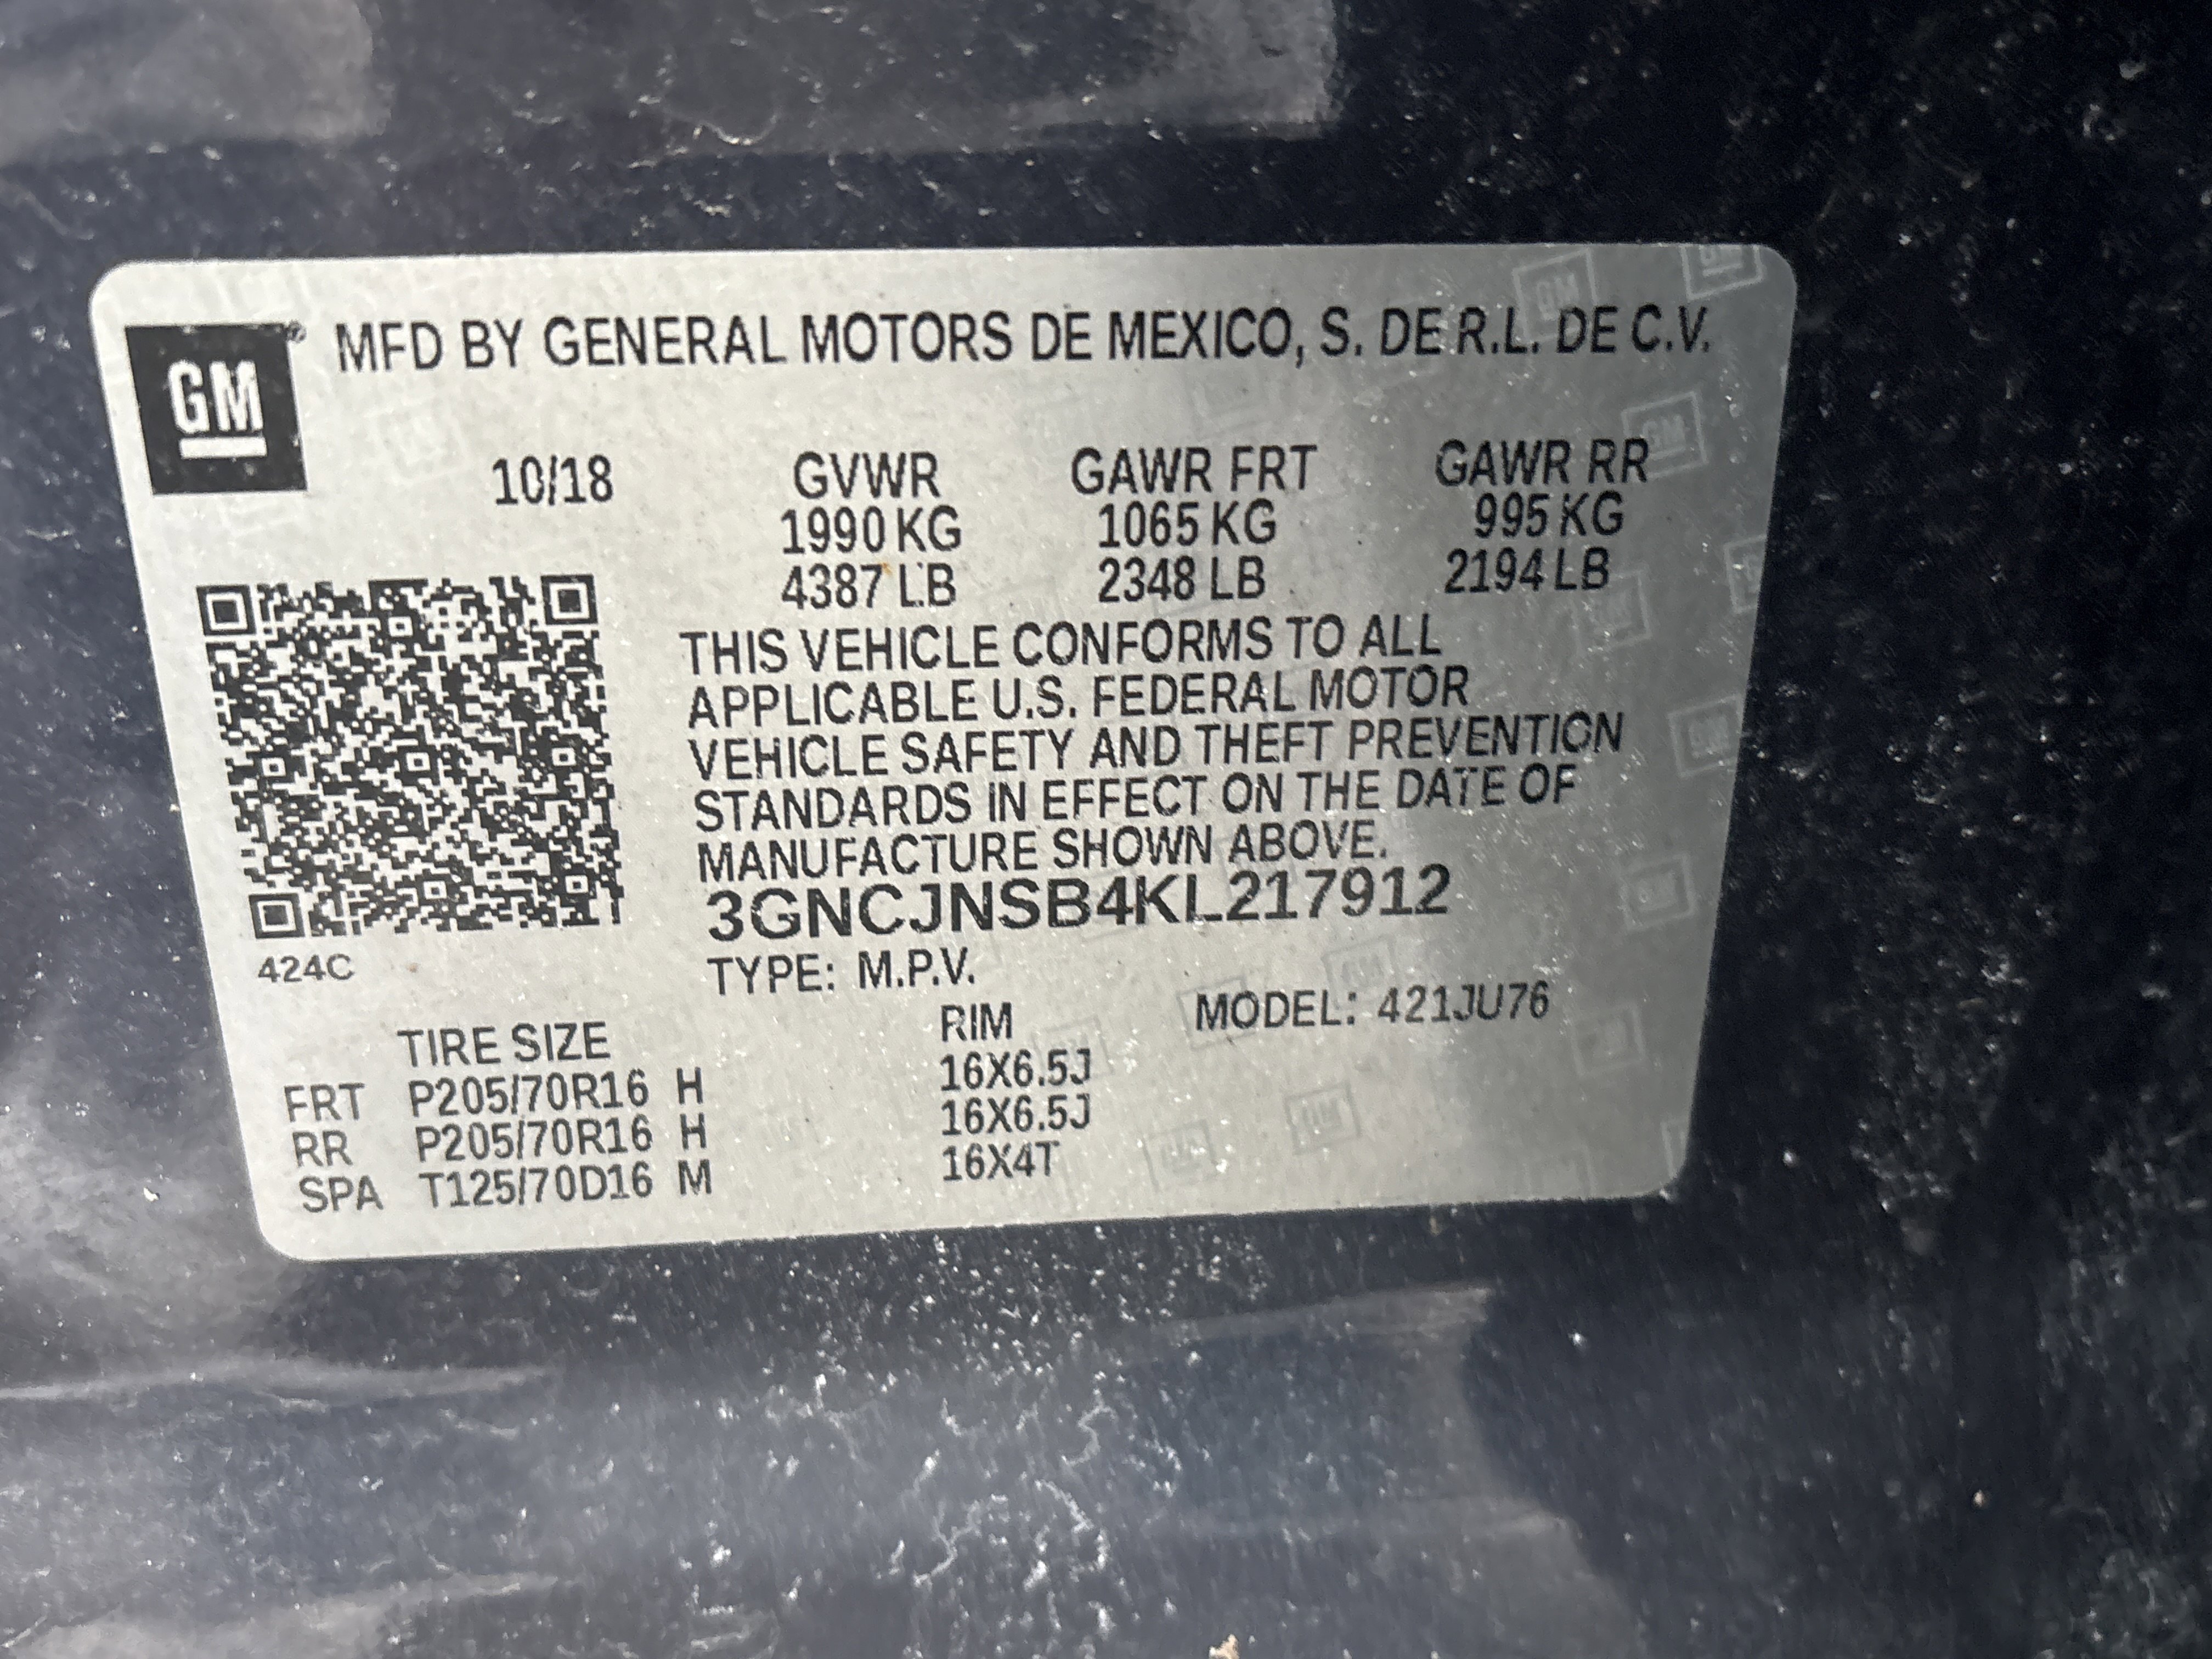 GM
MFD BY GENERAL MOTORS DE MEXICO, S. DE R.L. DE C.V.
10/18 GVWR GAWR FRT GAWR RR
1990 KG 1065 KG 995 KG
4387 LB 2348 LB 2194 LB
THIS VEHICLE CONFORMS TO ALL
APPLICABLE U.S. FEDERAL MOTOR
VEHICLE SAFETY AND THEFT PREVENTION
STANDARDS IN EFFECT ON THE DATE OF
MANUFACTURE SHOWN ABOVE.
3GNCJNSB4KL217912
424C
TYPE: M.P.V. MODEL: 421JU76
TIRE SIZE RIM
FRT P205/70R16 H 16X6.5J
RR P205/70R16 H 16X6.5J
SPA T125/70D16 M 16X4T